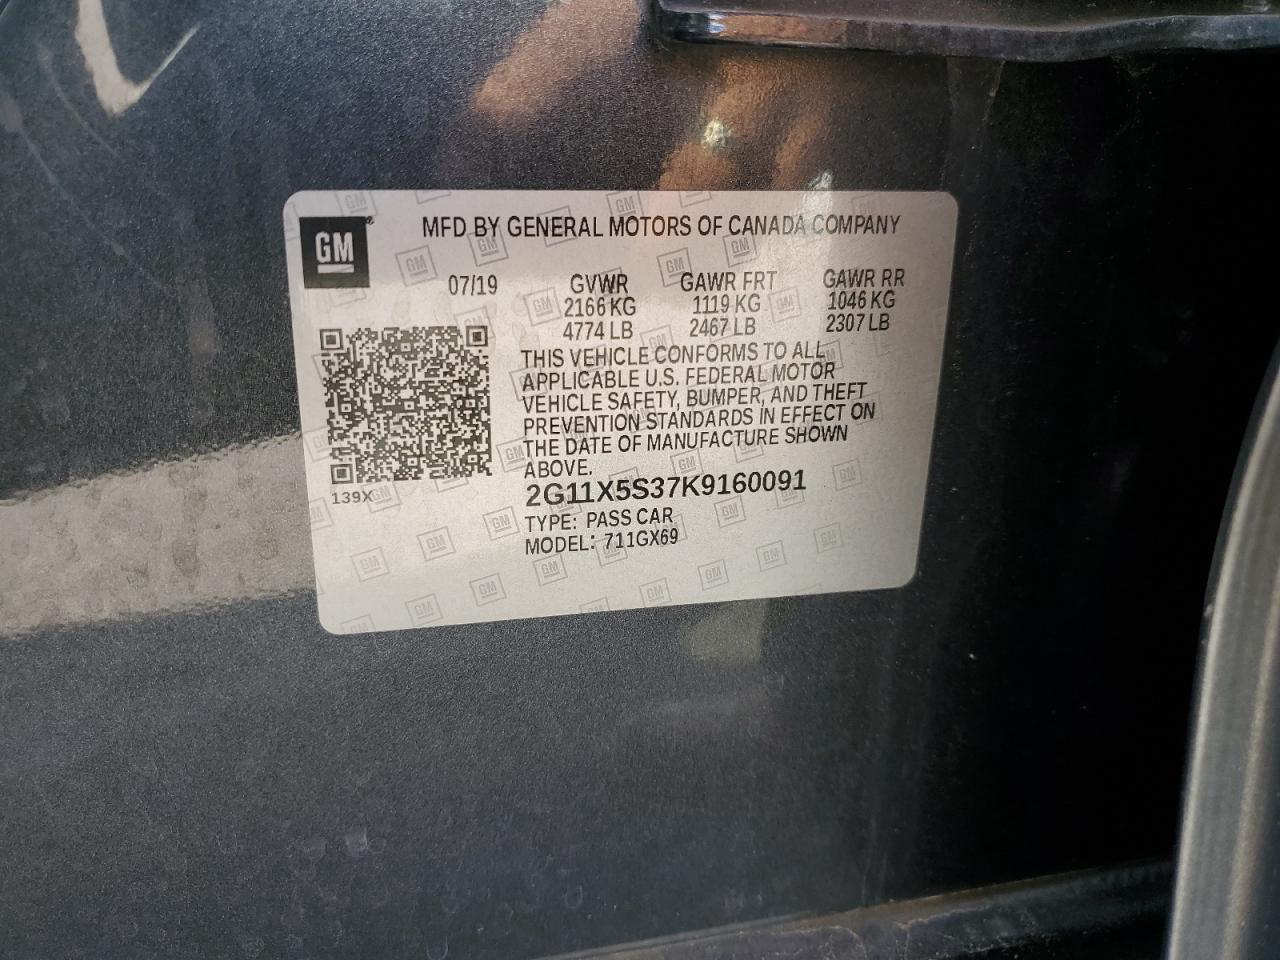 GM®
MFD BY GENERAL MOTORS OF CANADA COMPANY
07/19 GVWR GAWR FRT GAWR RR
2166 KG 1119 KG 1046 KG
4774 LB 2467 LB 2307 LB
THIS VEHICLE CONFORMS TO ALL
APPLICABLE U.S. FEDERAL MOTOR
VEHICLE SAFETY, BUMPER, AND THEFT
PREVENTION STANDARDS IN EFFECT ON
THE DATE OF MANUFACTURE SHOWN
ABOVE.
139X
2G11X5S37K9160091
TYPE: PASS CAR
MODEL: 711GX69